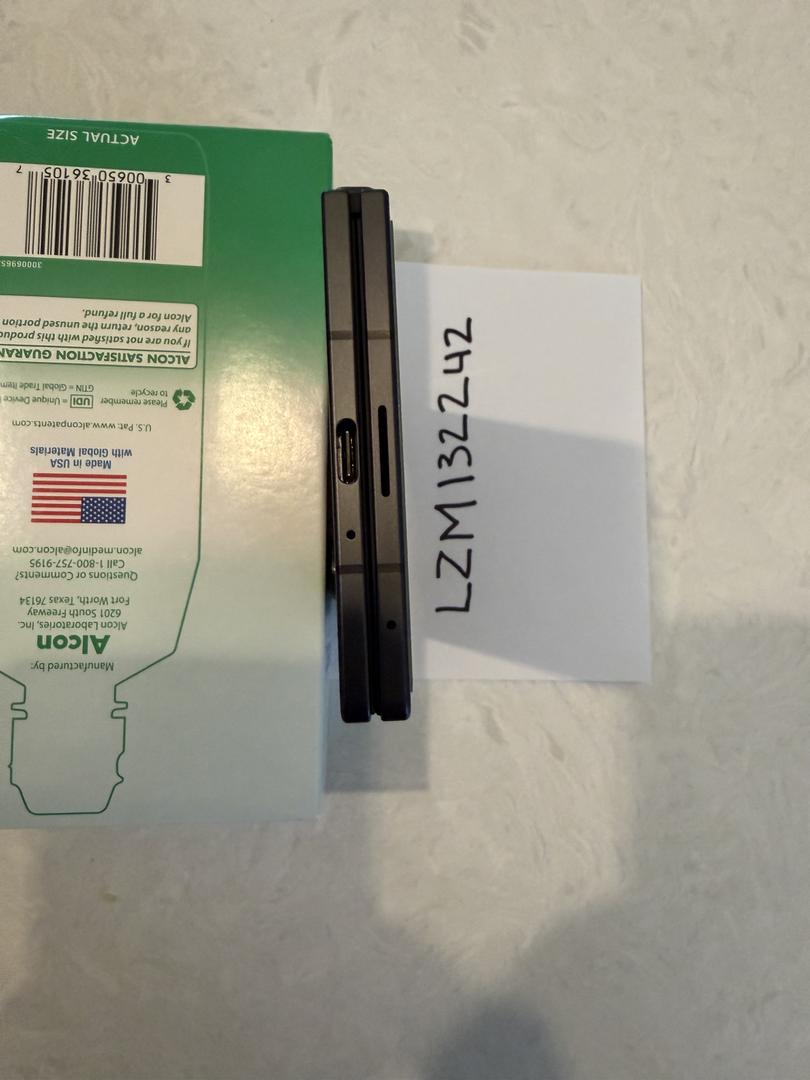 ACTUAL SIZE
3 00650 36105 7
ALCON SATISFACTION GUARAN
If you are not satisfied with this produc
any reason, return the unused portion
Alcon for a full refund.
Please remember
to recycle
UDI = Unique Device
GTIN = Global Trade Item
U.S. Pat. www.alconpatents.com
Made in USA
with Global Materials
Questions or Comments?
Call 1-800-757-9195
alcon.medinfo@alcon.com
Manufactured by:
Alcon
Alcon Laboratories, Inc.
6201 South Freeway
Fort Worth, Texas 76134
LZM132242